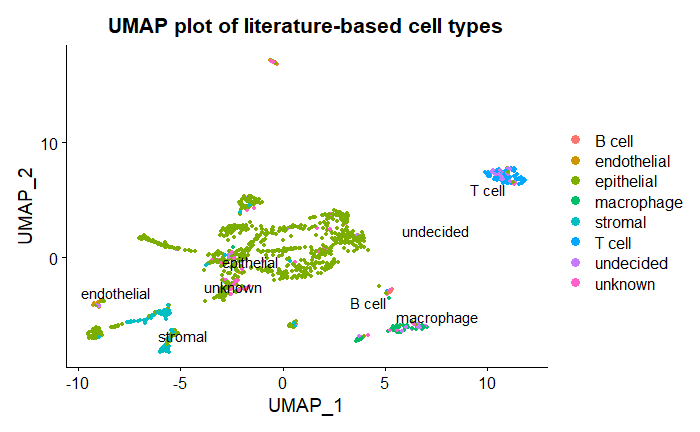 UMAP plot of literature-based cell types
UMAP_2
10
0
-10
-5
0
5
10
UMAP_1
T cell
undecided
epithelial
unknown
endothelial
B cell
macrophage
stromal
B cell
endothelial
epithelial
macrophage
stromal
T cell
undecided
unknown